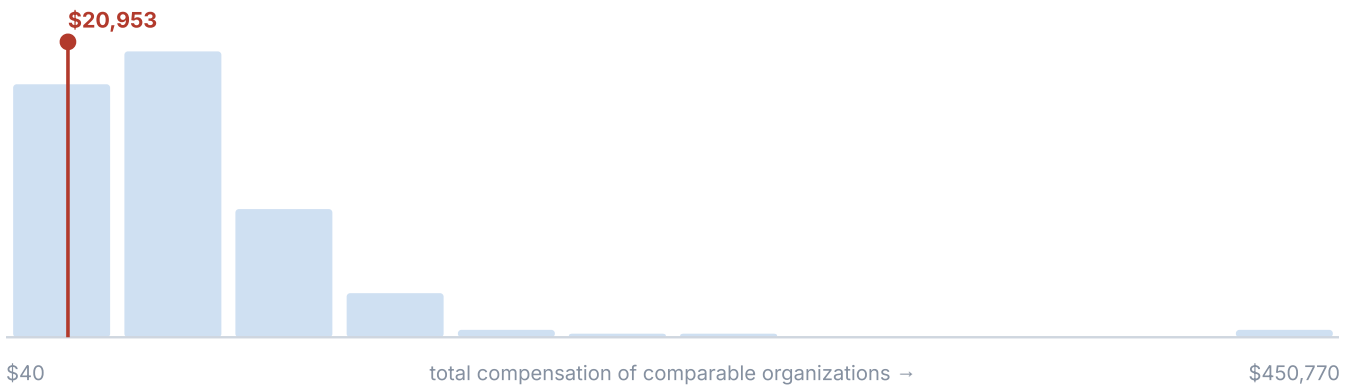 $20,953
$40
total compensation of comparable organizations →
$450,770